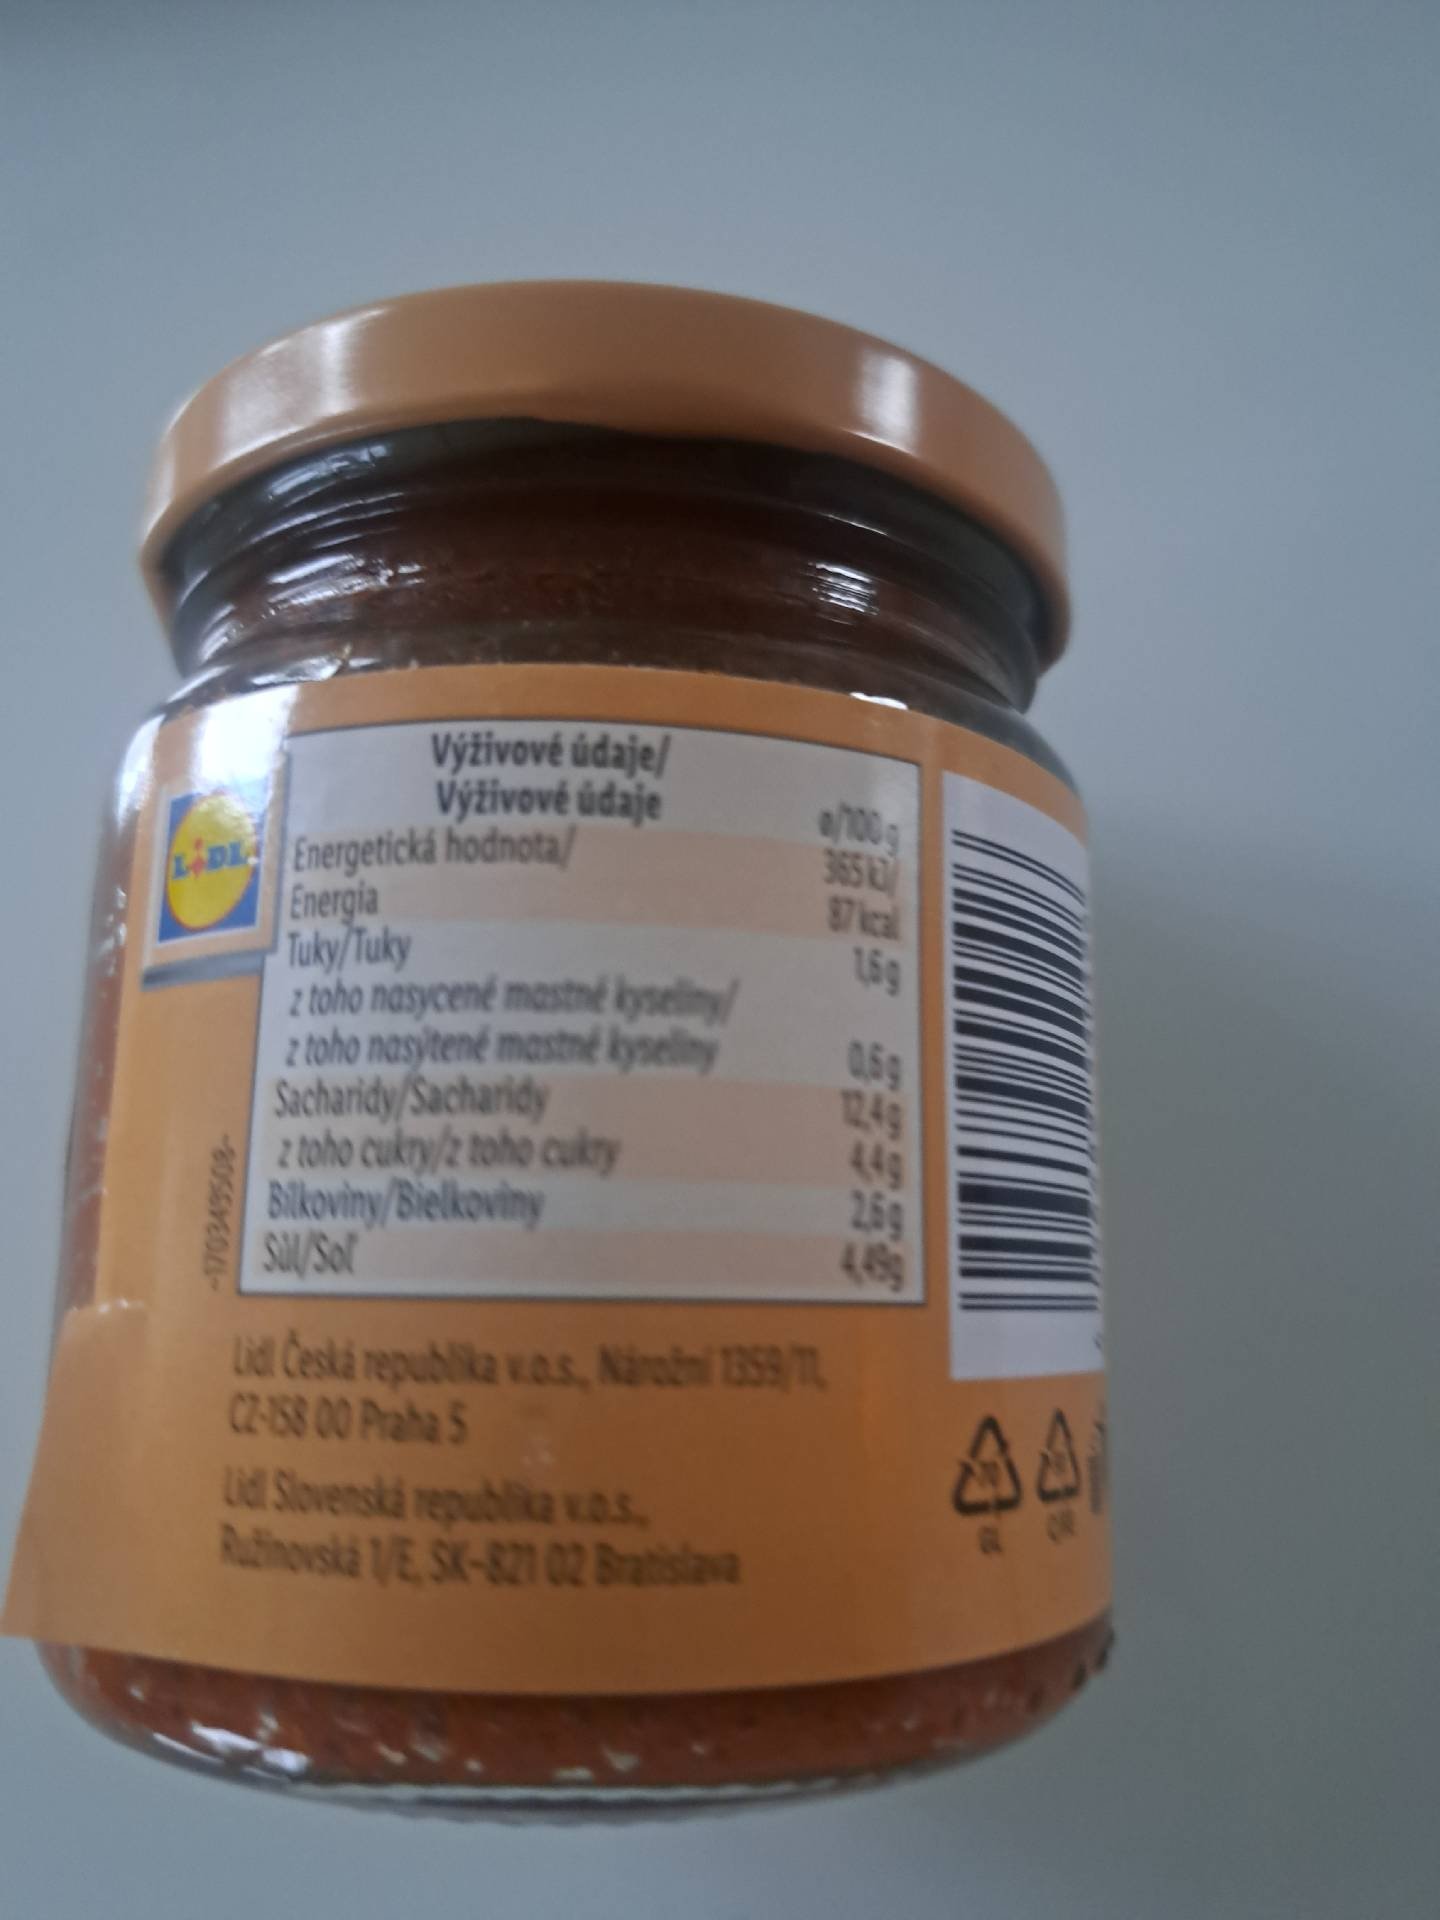 Výživové údaje/
Výživové údaje
ø/100 g
Energetická hodnota/
365 kJ/
Energia
87 kcal
Tuky/Tuky
1,6 g
z toho nasycené mastné kyseliny/
z toho nasýtené mastné kyseliny
0,6 g
Sacharidy/Sacharidy
12,4 g
z toho cukry/z toho cukry
4,4 g
Bílkoviny/Bielkoviny
2,6 g
Sůl/Soľ
4,49g
LIDL
-1703349508-
Lidl Česká republika v.o.s., Nárožní 1359/11,
CZ-158 00 Praha 5
Lidl Slovenská republika v.o.s.,
Ružinovská 1/E, SK-821 02 Bratislava
70
GL